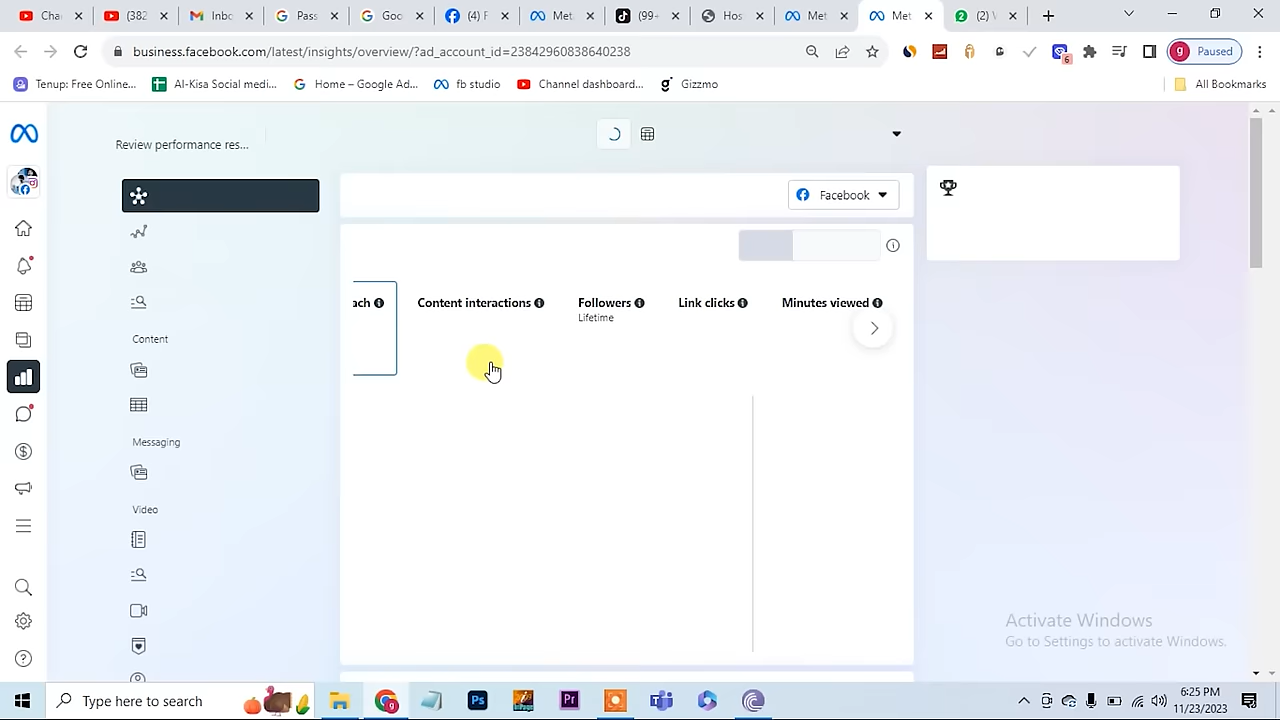 Cha
(382
Inbo
Pass
Goo
(4) F
Met
(99+
Hos
Met
Met
(2) V
business.facebook.com/latest/insights/overview/?ad_account_id=23842960838640238
6
g Paused
Tenup: Free Online...
Al-Kisa Social medi...
Home – Google Ad...
fb studio
Channel dashboard...
Gizzmo
All Bookmarks
Review performance res...
Facebook
ach
Content interactions
Followers
Link clicks
Minutes viewed
Lifetime
Content
Messaging
Video
Activate Windows
Go to Settings to activate Windows.
Type here to search
Ps
Pr
6:25 PM
11/23/2023